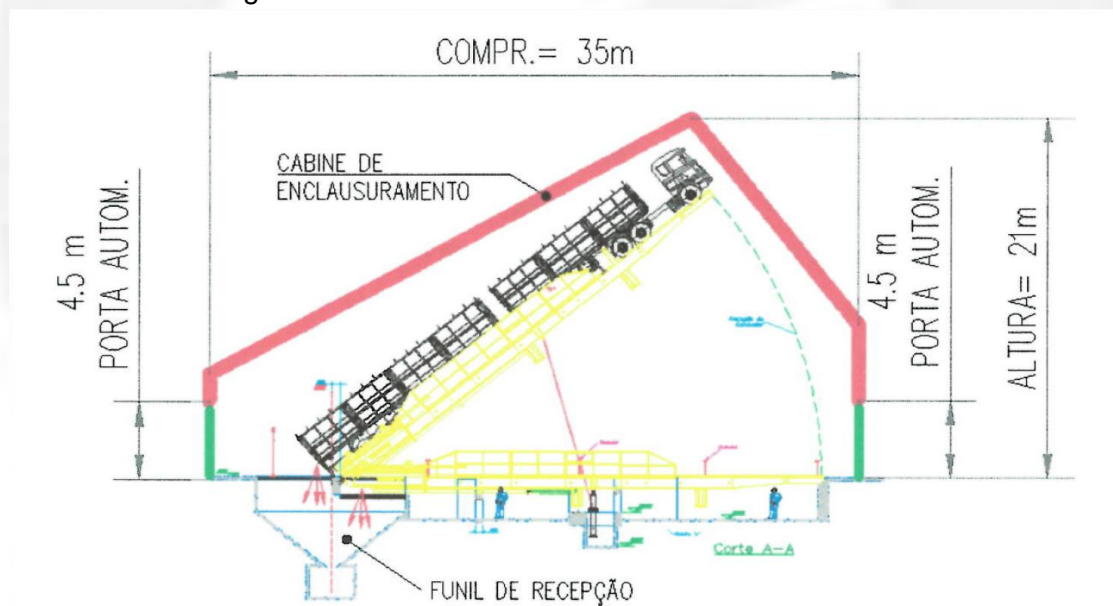 COMPR.= 35m
CABINE DE
ENCLAUSURAMENTO
4.5 m
PORTA AUTOM.
4.5 m
PORTA AUTOM.
ALTURA= 21m
Corte A-A
FUNIL DE RECEPÇÃO